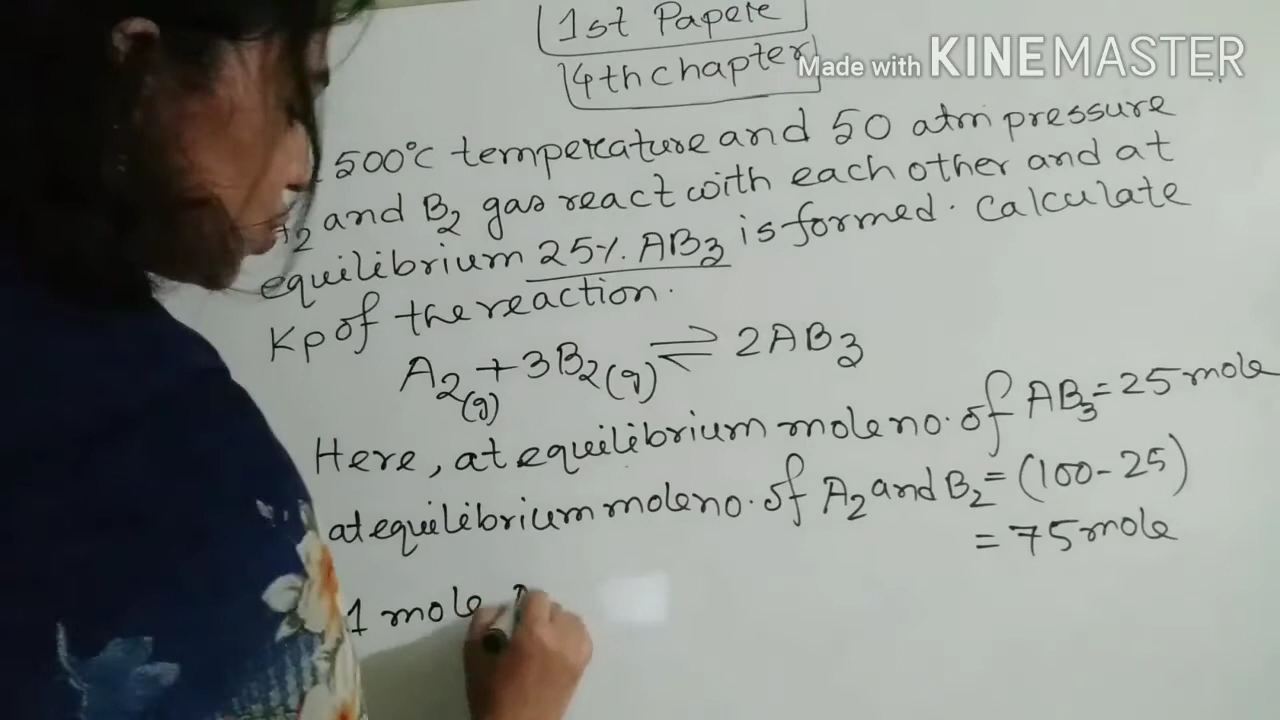 1st Papere
4th chapter
Made with KINEMASTER
500°C temperature and 50 atm pressure
2 and B2 gas react with each other and at
equilibrium 25%. AB3 is formed. Calculate
Kp of the reaction.
A2(g) + 3B2(g) ⇌ 2AB3
Here, at equilibrium mole no. of AB3 = 25 mole
at equilibrium mole no. of A2 and B2 = (100-25)
= 75 mole
1 mole